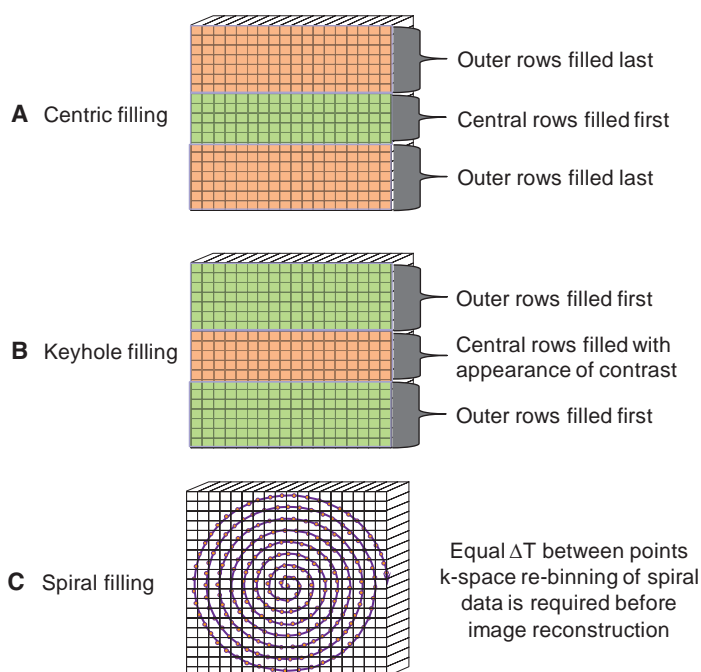 Outer rows filled last
A Centric filling
Central rows filled first
Outer rows filled last
Outer rows filled first
B Keyhole filling
Central rows filled with
appearance of contrast
Outer rows filled first
C Spiral filling
Equal ΔT between points
k-space re-binning of spiral
data is required before
image reconstruction